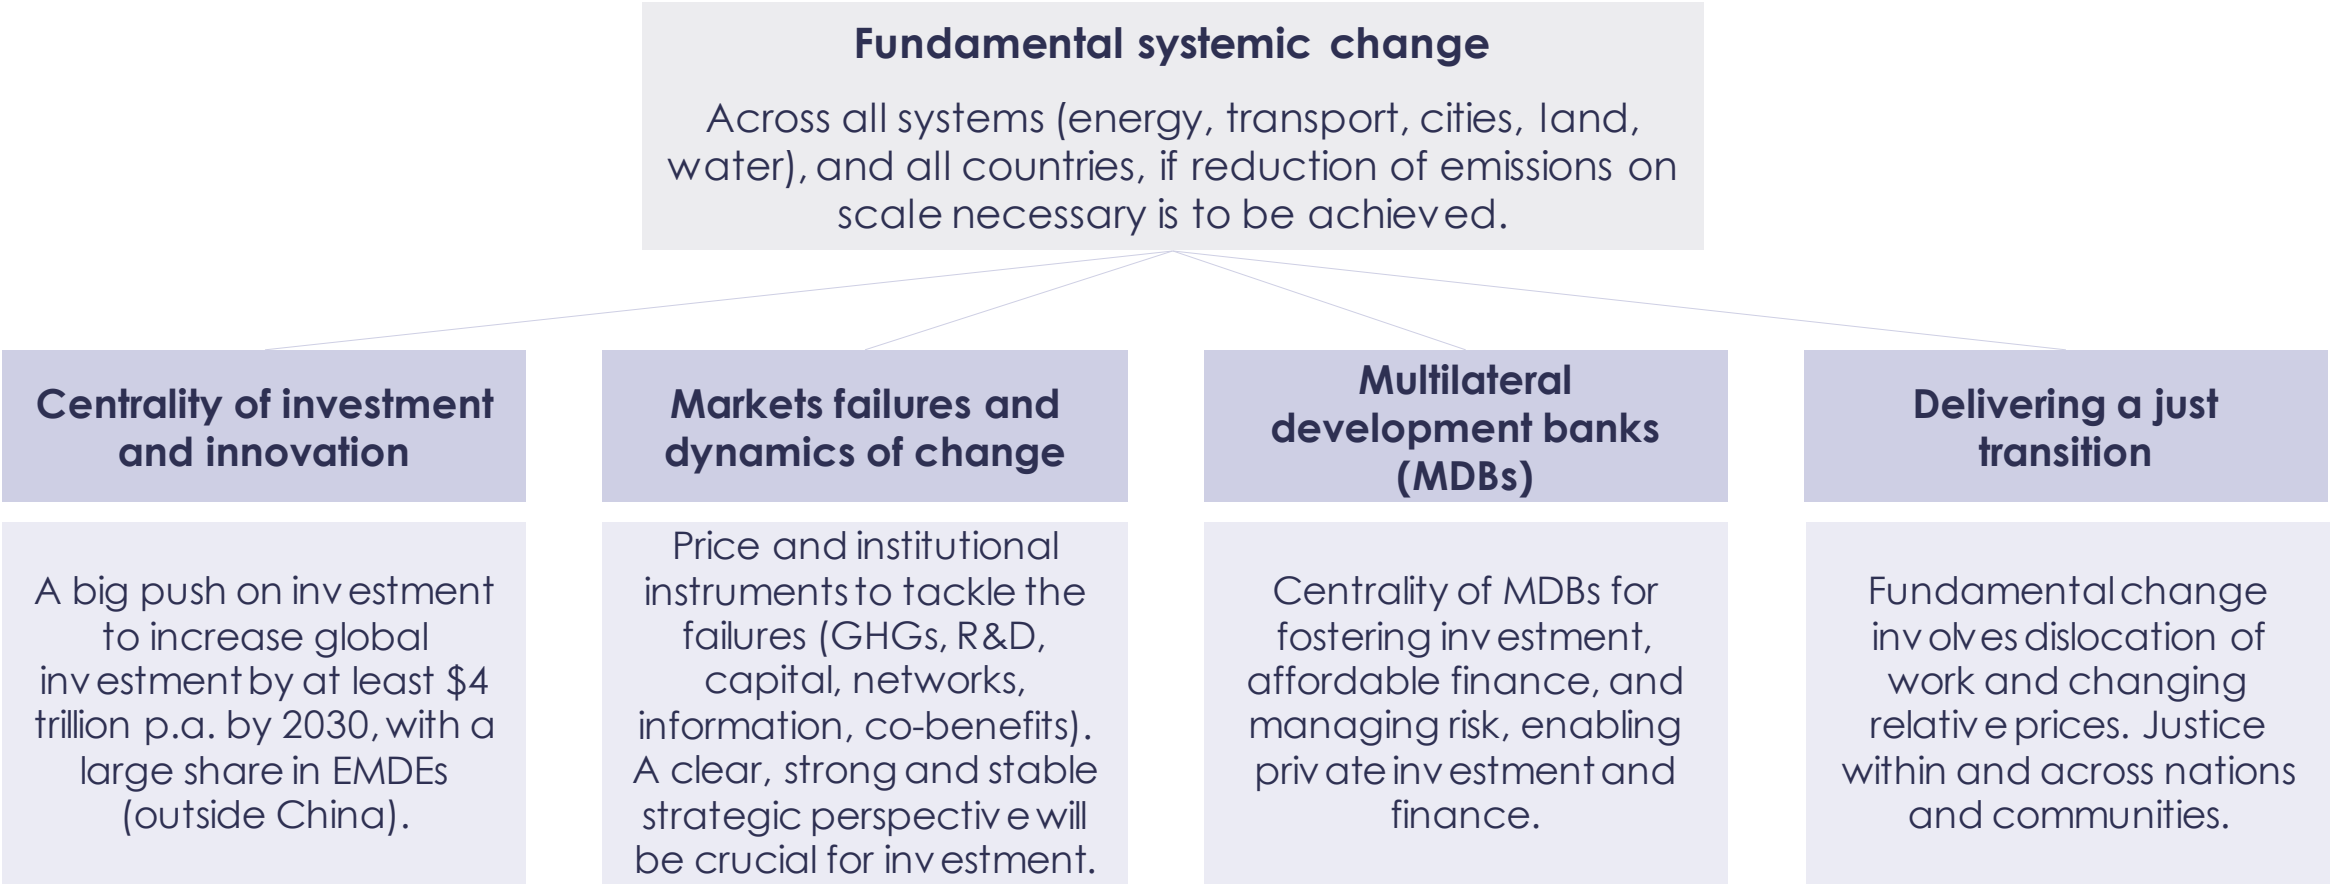 Fundamental systemic change
Across all systems (energy, transport, cities, land,
water), and all countries, if reduction of emissions on
scale necessary is to be achieved.
Centrality of investment
and innovation
A big push on investment
to increase global
investment by at least $4
trillion p.a. by 2030, with a
large share in EMDEs
(outside China).
Markets failures and
dynamics of change
Price and institutional
instruments to tackle the
failures (GHGs, R&D,
capital, networks,
information, co-benefits).
A clear, strong and stable
strategic perspective will
be crucial for investment.
Multilateral
development banks
(MDBs)
Centrality of MDBs for
fostering investment,
affordable finance, and
managing risk, enabling
private investment and
finance.
Delivering a just
transition
Fundamental change
involves dislocation of
work and changing
relative prices. Justice
within and across nations
and communities.